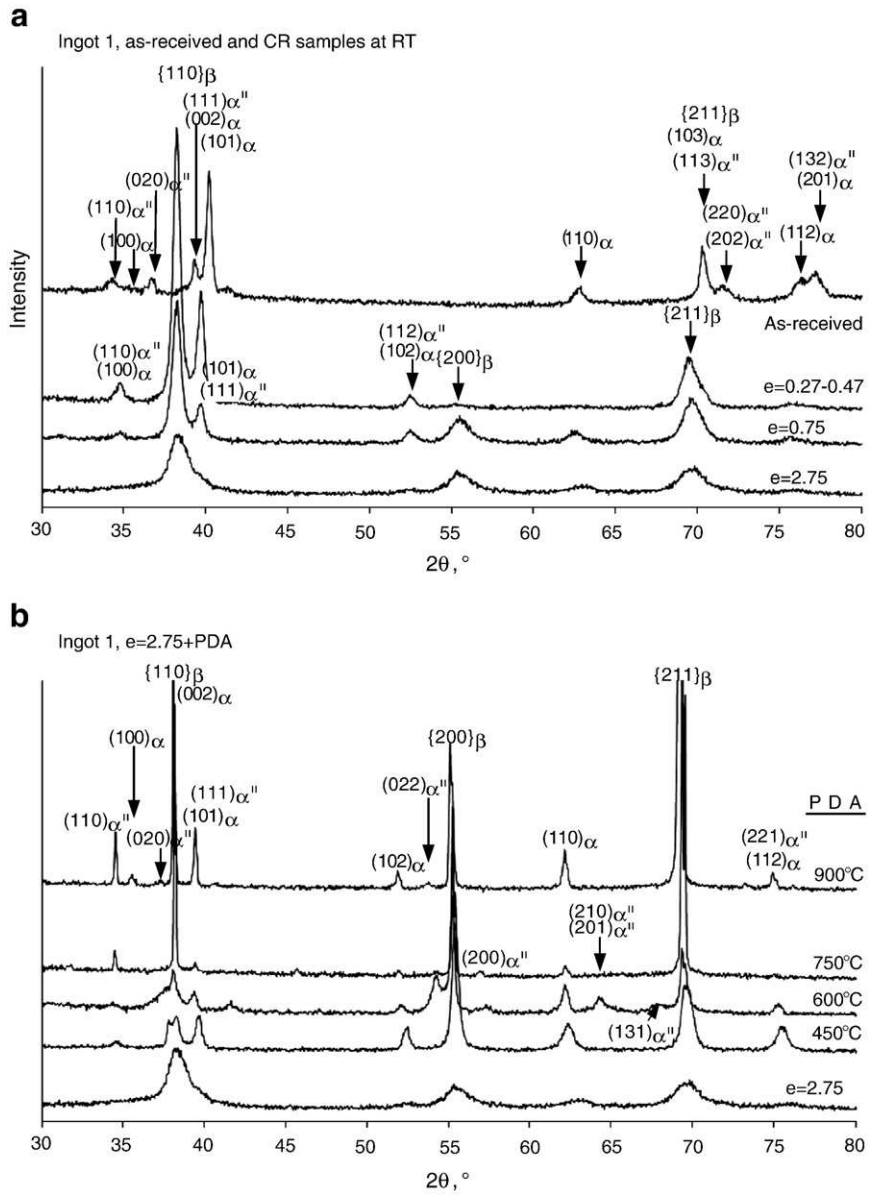 a
Ingot 1, as-received and CR samples at RT
{110}β
(111)α"
(002)α
(101)α
(020)α"
(110)α"
(100)α
(110)α
{211}β
(103)α
(113)α"
(220)α"
(202)α"
(132)α"
(201)α
(112)α
As-received
(110)α"
(100)α
(101)α
(111)α"
(112)α"
(102)α
{200}β
{211}β
e=0.27-0.47
e=0.75
e=2.75
Intensity
30 35 40 45 50 55 60 65 70 75 80
2θ, °
b
Ingot 1, e=2.75+PDA
{110}β
(002)α
(100)α
(110)α"
(020)α"
(111)α"
(101)α
(102)α
(022)α"
{200}β
(110)α
{211}β
(221)α"
(112)α
PDA
900°C
(200)α"
(210)α"
(201)α"
(131)α"
750°C
600°C
450°C
e=2.75
30 35 40 45 50 55 60 65 70 75 80
2θ, °